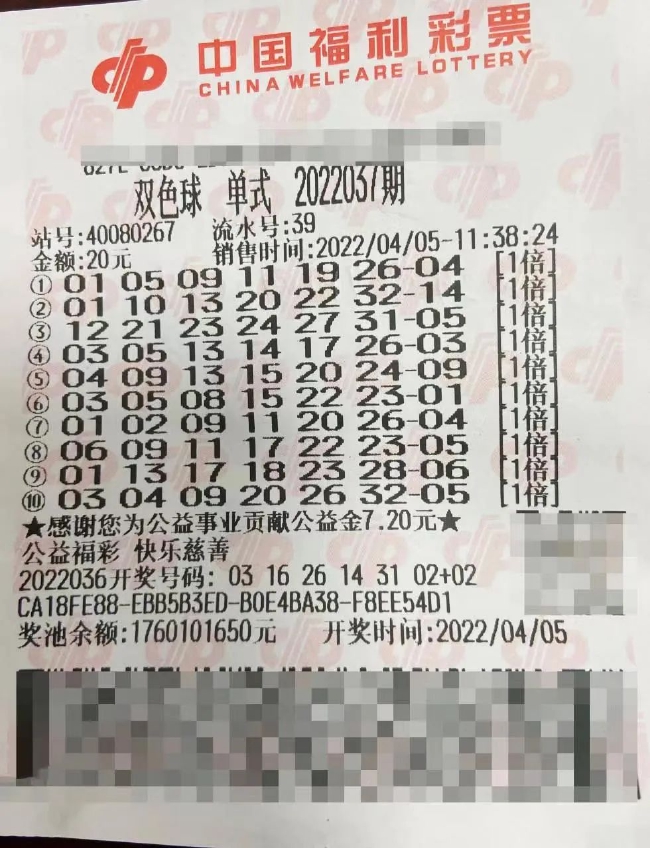 中国福利彩票
CHINA WELFARE LOTTERY
双色球 单式 2022037期
站号:40080267 流水号:39
金额:20元 销售时间:2022/04/05-11:38:24
① 01 05 09 11 19 26-04 [1倍]
② 01 10 13 20 22 32-14 [1倍]
③ 12 21 23 24 27 31-05 [1倍]
④ 03 05 13 14 17 26-03 [1倍]
⑤ 04 09 13 15 20 24-09 [1倍]
⑥ 03 05 08 15 22 23-01 [1倍]
⑦ 01 02 09 11 20 26-04 [1倍]
⑧ 06 09 11 17 22 23-05 [1倍]
⑨ 01 13 17 18 23 28-06 [1倍]
⑩ 03 04 09 20 26 32-05 [1倍]
★感谢您为公益事业贡献公益金7.20元★
公益福彩 快乐慈善
2022036开奖号码: 03 16 26 14 31 02+02
CA18FE88-EBB5B3ED-B0E4BA38-F8EE54D1
奖池余额:1760101650元 开奖时间:2022/04/05